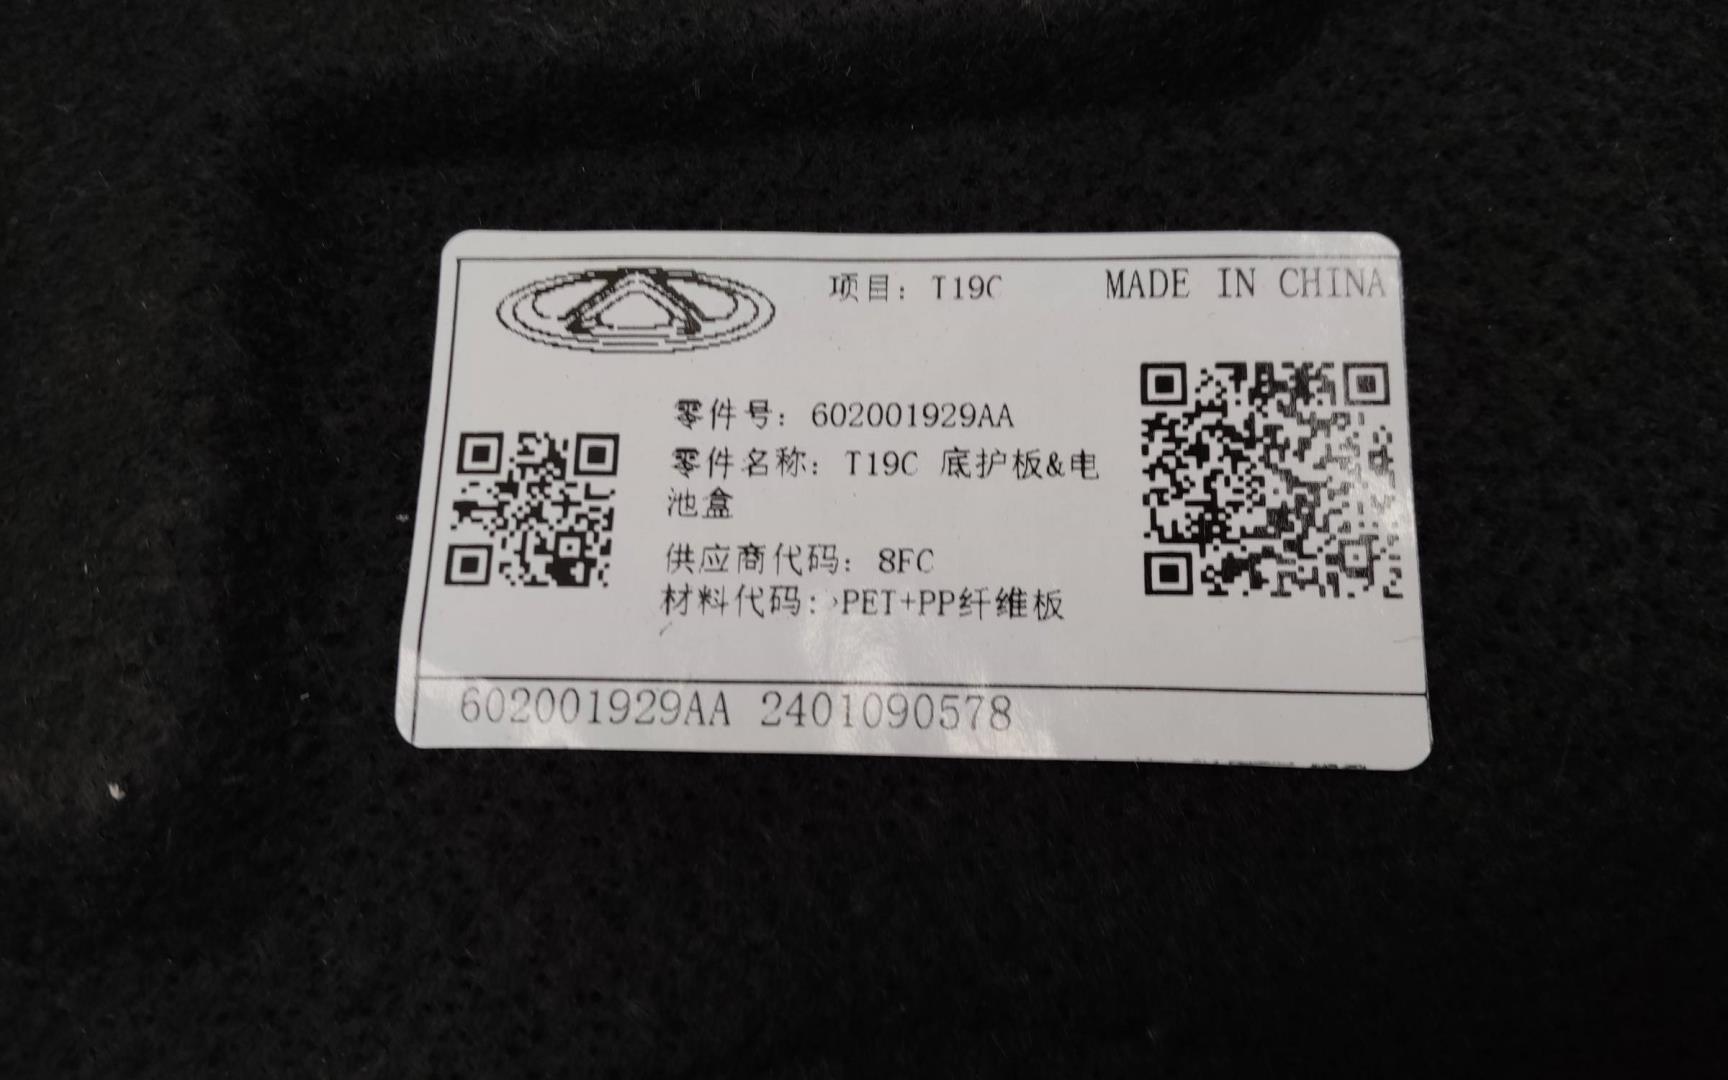 项目: T19C
MADE IN CHINA
零件号: 602001929AA
零件名称: T19C 底护板&电
池盒
供应商代码: 8FC
材料代码: >PET+PP纤维板
602001929AA 2401090578